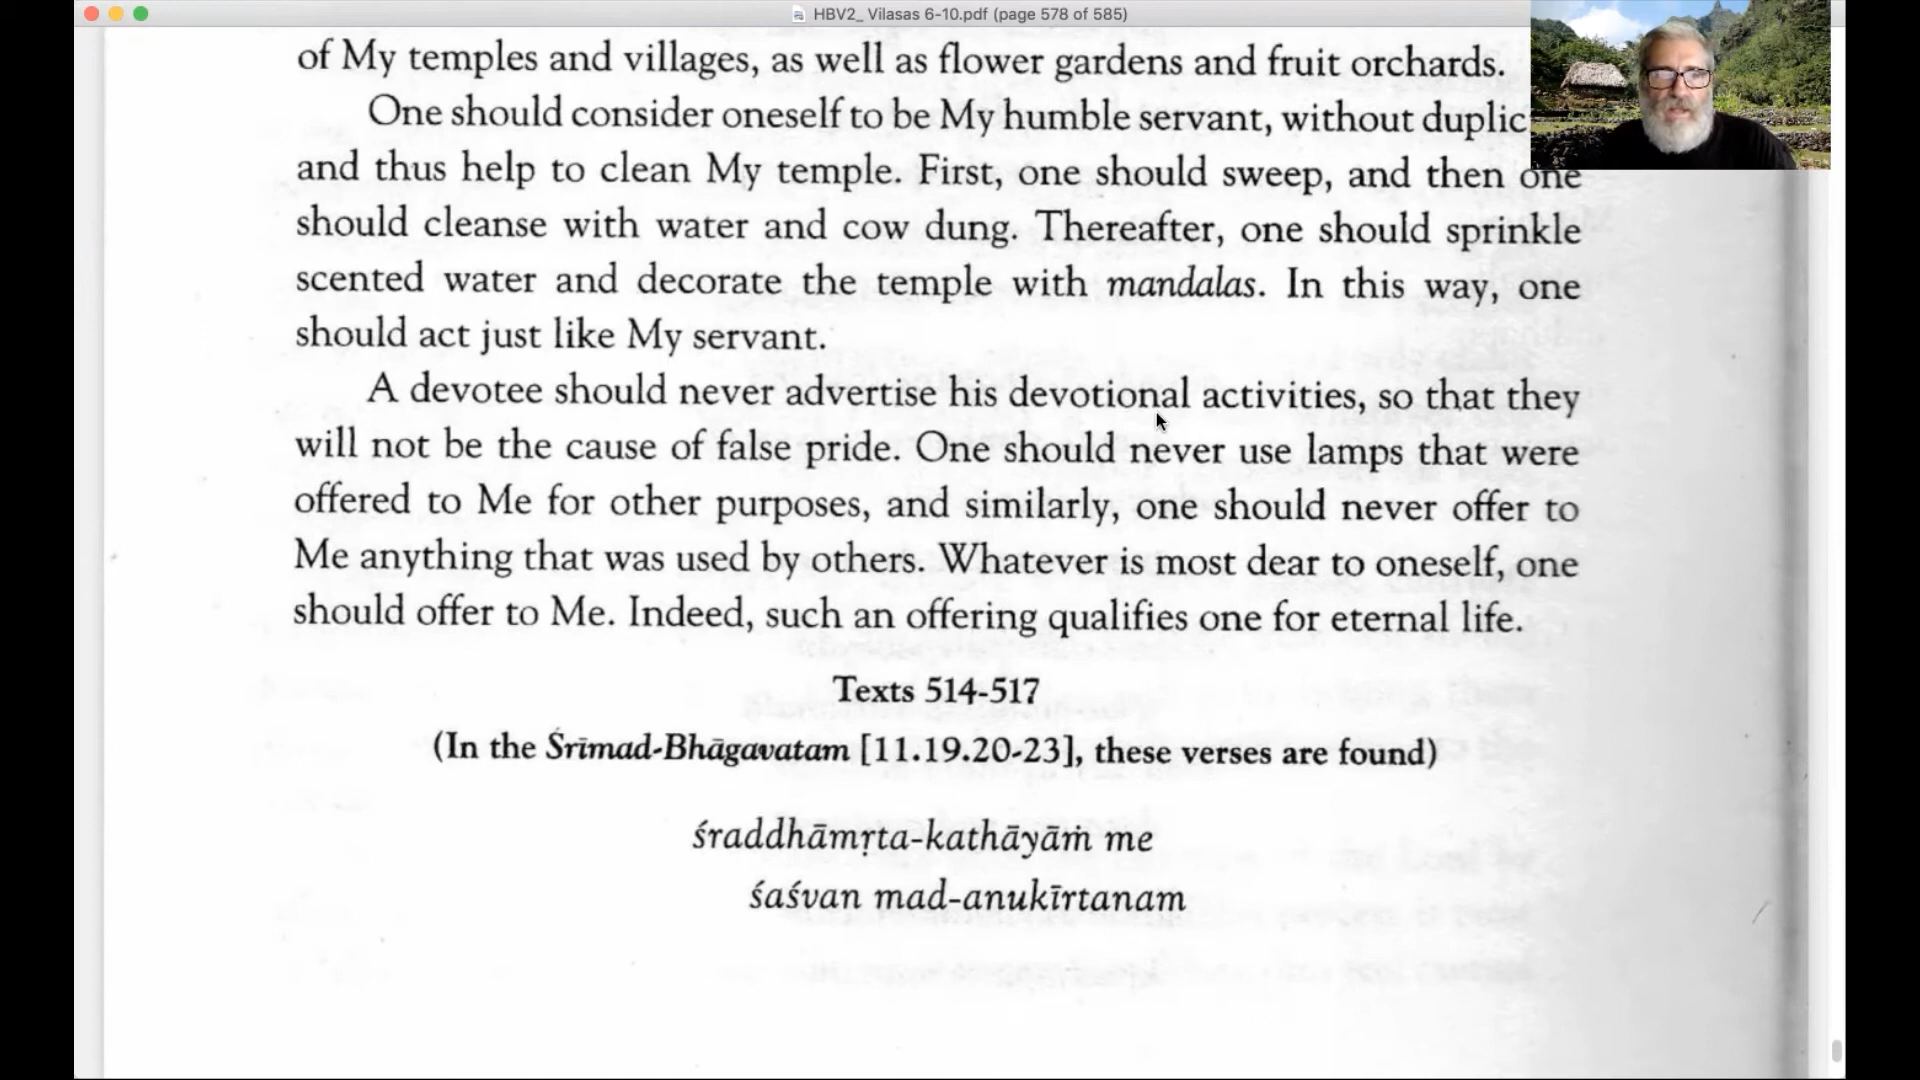 HBV2_ Vilasas 6-10.pdf (page 578 of 585)
of My temples and villages, as well as flower gardens and fruit orchards.
One should consider oneself to be My humble servant, without duplic
and thus help to clean My temple. First, one should sweep, and then one
should cleanse with water and cow dung. Thereafter, one should sprinkle
scented water and decorate the temple with mandalas. In this way, one
should act just like My servant.
A devotee should never advertise his devotional activities, so that they
will not be the cause of false pride. One should never use lamps that were
offered to Me for other purposes, and similarly, one should never offer to
Me anything that was used by others. Whatever is most dear to oneself, one
should offer to Me. Indeed, such an offering qualifies one for eternal life.
Texts 514-517
(In the Śrīmad-Bhāgavatam [11.19.20-23], these verses are found)
śraddhāmṛta-kathāyāṁ me
śaśvan mad-anukīrtanam